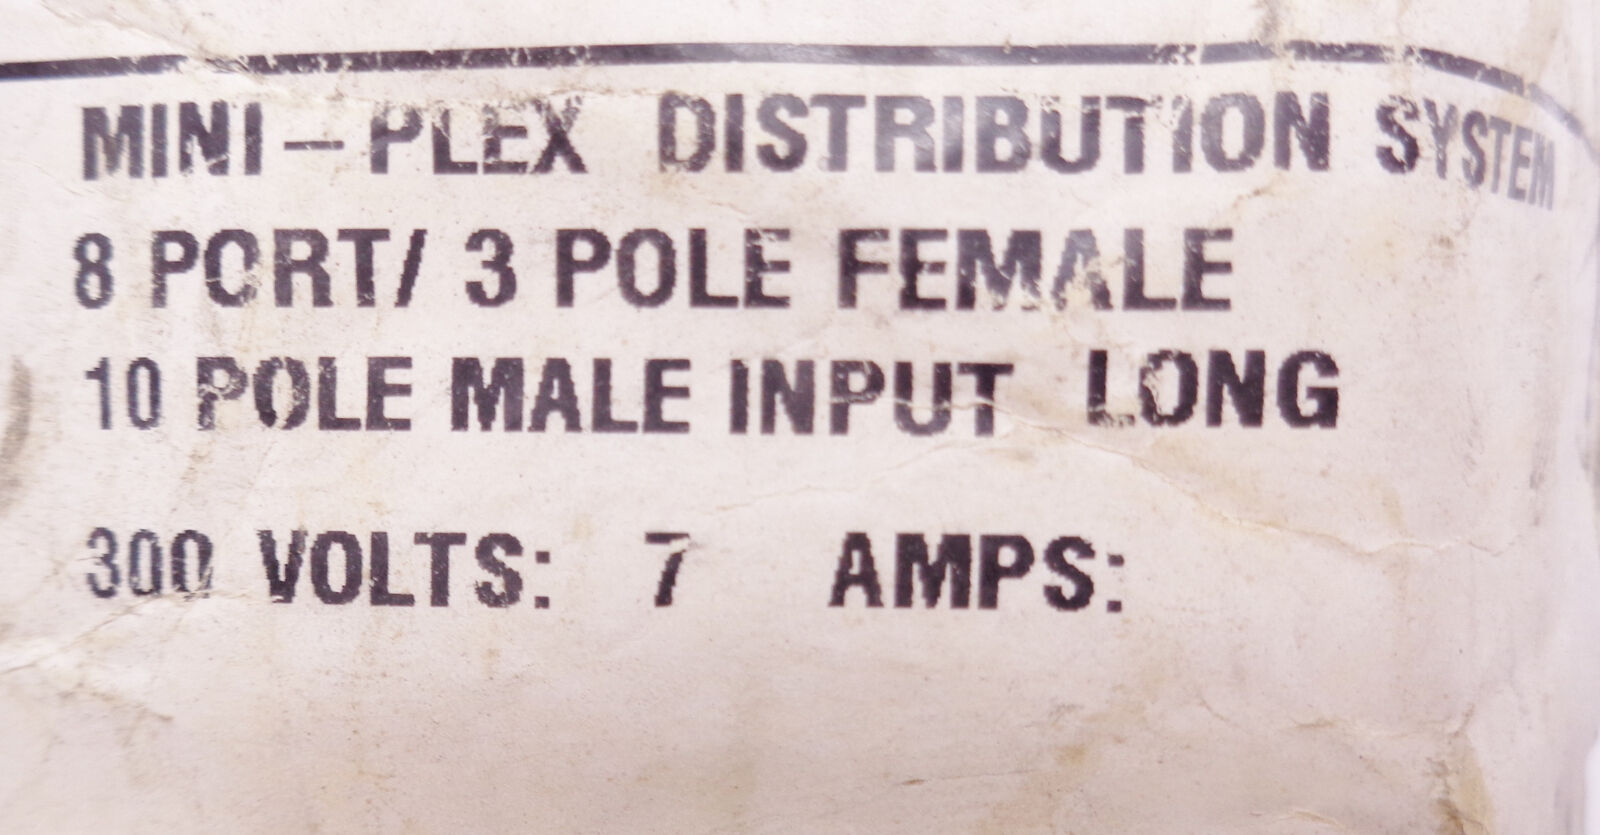 MINI-PLEX DISTRIBUTION SYSTEM
8 PORT/ 3 POLE FEMALE
10 POLE MALE INPUT LONG
300 VOLTS: 7 AMPS: